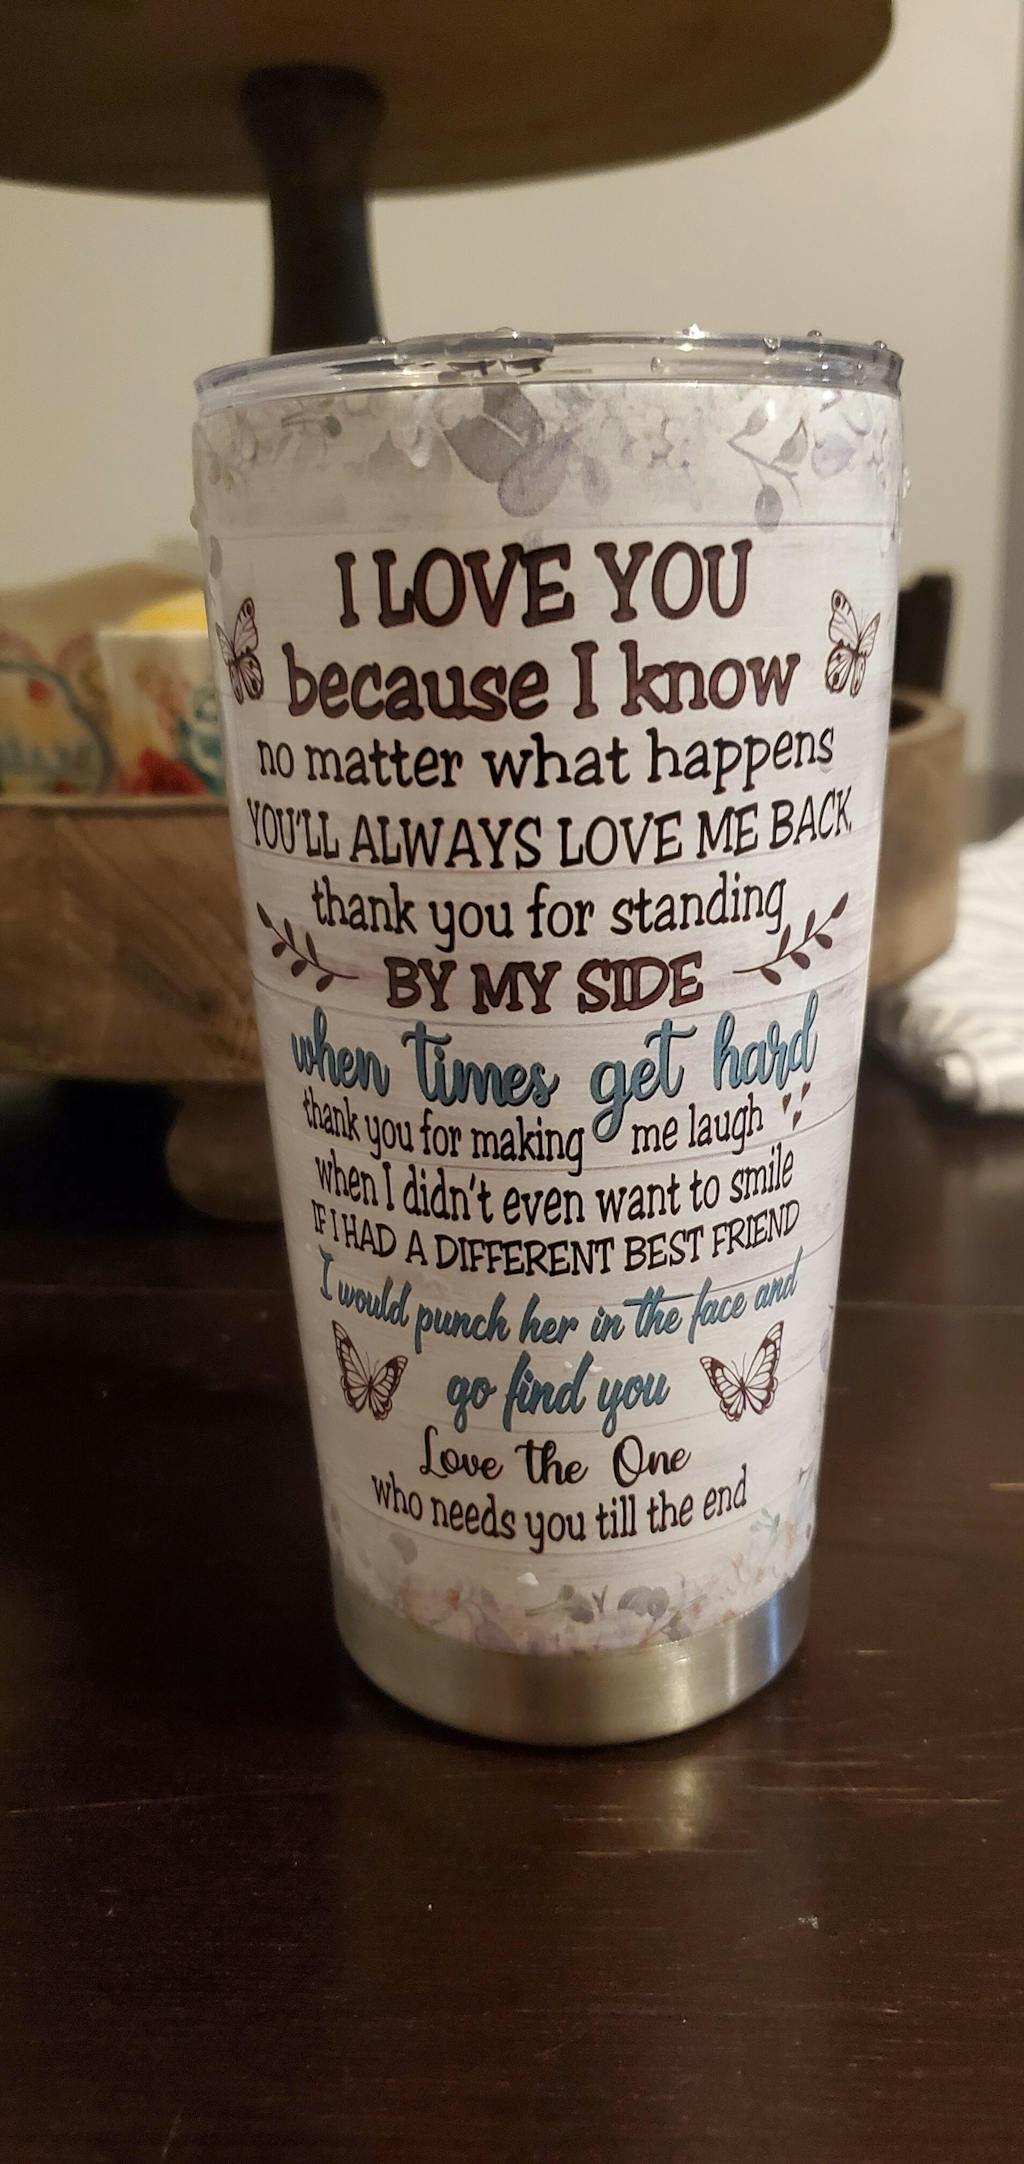 I LOVE YOU
because I know
no matter what happens
YOU'LL ALWAYS LOVE ME BACK.
thank you for standing
BY MY SIDE
when times get hard
thank you for making me laugh
when I didn't even want to smile
IF I HAD A DIFFERENT BEST FRIEND
I would punch her in the face and
go find you
Love the One
who needs you till the end